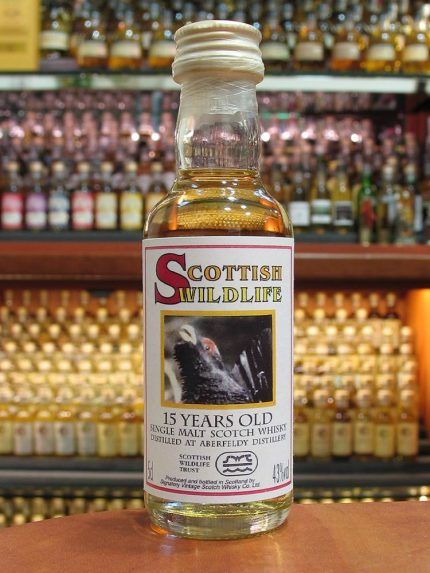 SCOTTISH
WILDLIFE
15 YEARS OLD
SINGLE MALT SCOTCH WHISKY
DISTILLED AT ABERFELDY DISTILLERY
SCOTTISH
WILDLIFE
TRUST
5cl
43%vol
Produced and bottled in Scotland by
Signatory Vintage Scotch Whisky Co. Ltd.